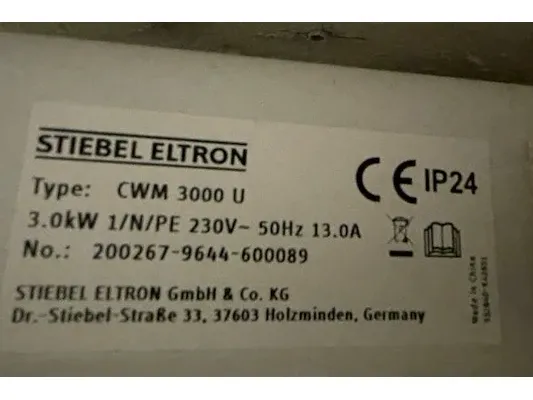 STIEBEL ELTRON
Type: CWM 3000 U
3.0kW 1/N/PE 230V~ 50Hz 13.0A
No.: 200267-9644-600089
STIEBEL ELTRON GmbH & Co. KG
Dr.-Stiebel-Straße 33, 37603 Holzminden, Germany
CE IP24
Made in China